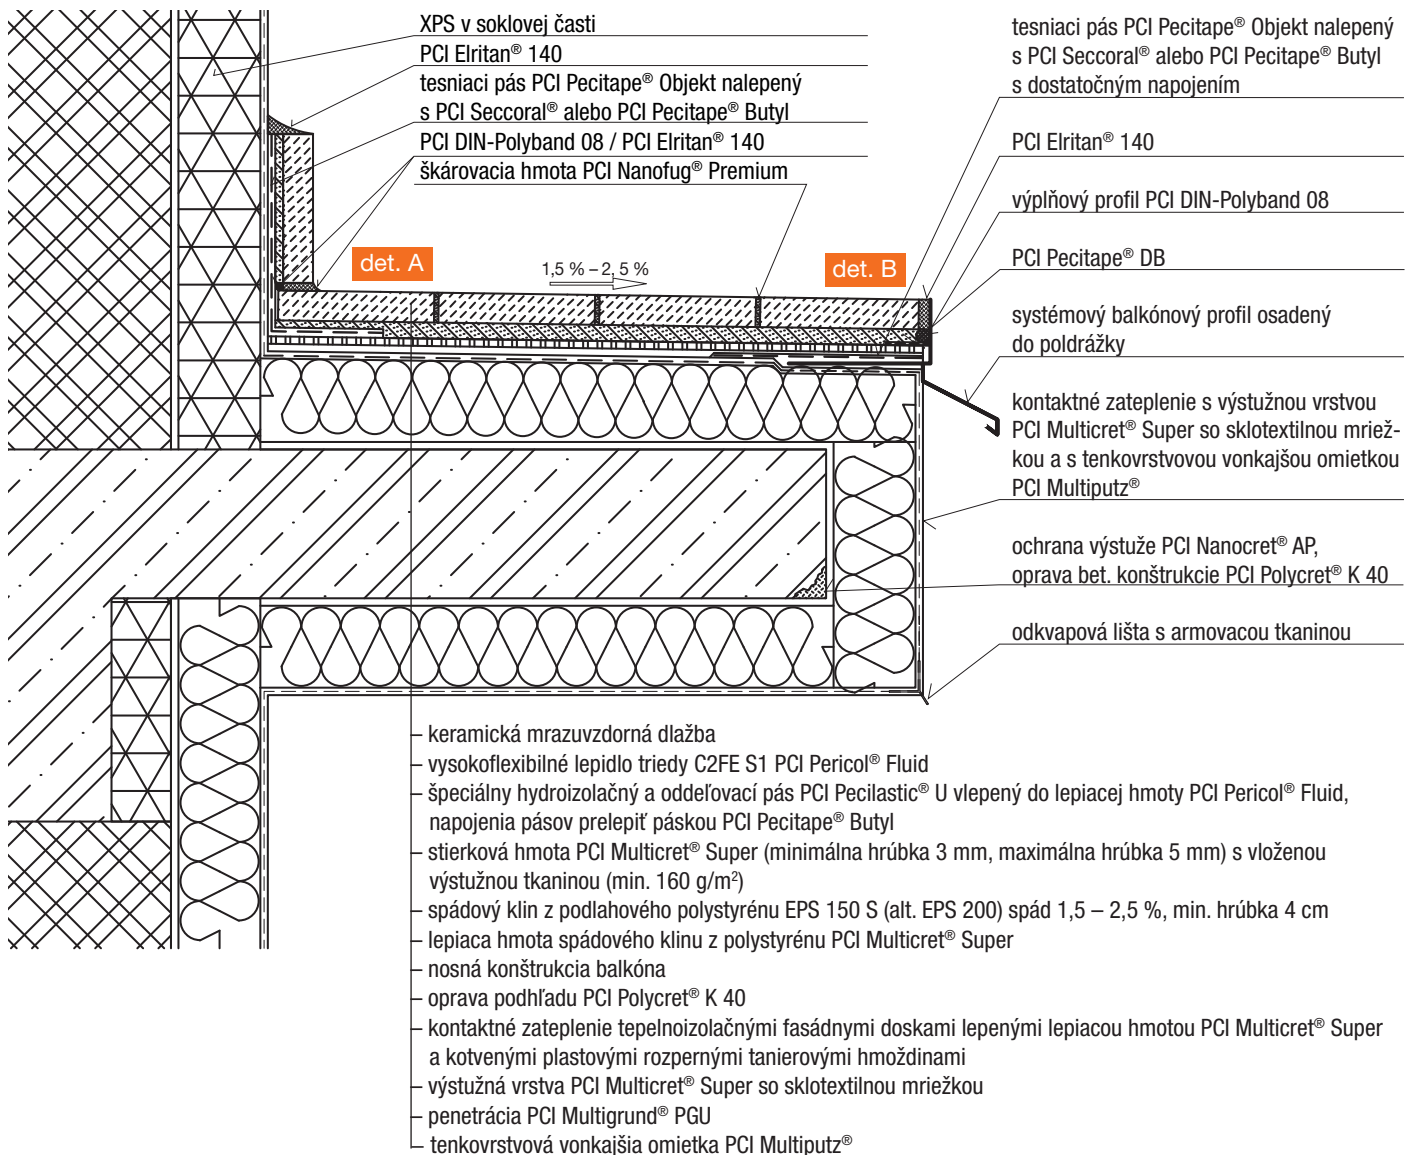 XPS v soklovej časti
PCI Elritan® 140
tesniaci pás PCI Pecitape® Objekt nalepený
s PCI Seccoral® alebo PCI Pecitape® Butyl
PCI DIN-Polyband 08 / PCI Elritan® 140
škárovacia hmota PCI Nanofug® Premium
tesniaci pás PCI Pecitape® Objekt nalepený
s PCI Seccoral® alebo PCI Pecitape® Butyl
s dostatočným napojením
PCI Elritan® 140
výplňový profil PCI DIN-Polyband 08
PCI Pecitape® DB
systémový balkónový profil osadený
do poldrážky
kontaktné zateplenie s výstužnou vrstvou
PCI Multicret® Super so sklotextilnou mriež-
kou a s tenkovrstvovou vonkajšou omietkou
PCI Multiputz®
ochrana výstuže PCI Nanocret® AP,
oprava bet. konštrukcie PCI Polycret® K 40
odkvapová lišta s armovacou tkaninou
det. A
1,5 % – 2, 5 %
det. B
keramická mrazuvzdorná dlažba
vysokoflexibilné lepidlo triedy C2FE S1 PCI Pericol® Fluid
špeciálny hydroizolačný a oddeľovací pás PCI Pecilastic® U vlepený do lepiacej hmoty PCI Pericol® Fluid,
napojenia pásov prelepiť páskou PCI Pecitape® Butyl
stierková hmota PCI Multicret® Super (minimálna hrúbka 3 mm, maximálna hrúbka 5 mm) s vloženou
výstužnou tkaninou (min. 160 g/m²)
spádový klin z podlahového polystyrénu EPS 150 S (alt. EPS 200) spád 1,5 – 2,5 %, min. hrúbka 4 cm
lepiaca hmota spádového klinu z polystyrénu PCI Multicret® Super
nosná konštrukcia balkóna
oprava podhľadu PCI Polycret® K 40
kontaktné zateplenie tepelnoizolačnými fasádnymi doskami lepenými lepiacou hmotou PCI Multicret® Super
a kotvenými plastovými rozpernými tanierovými hmoždinami
výstužná vrstva PCI Multicret® Super so sklotextilnou mriežkou
penetrácia PCI Multigrund® PGU
tenkovrstvová vonkajšia omietka PCI Multiputz®